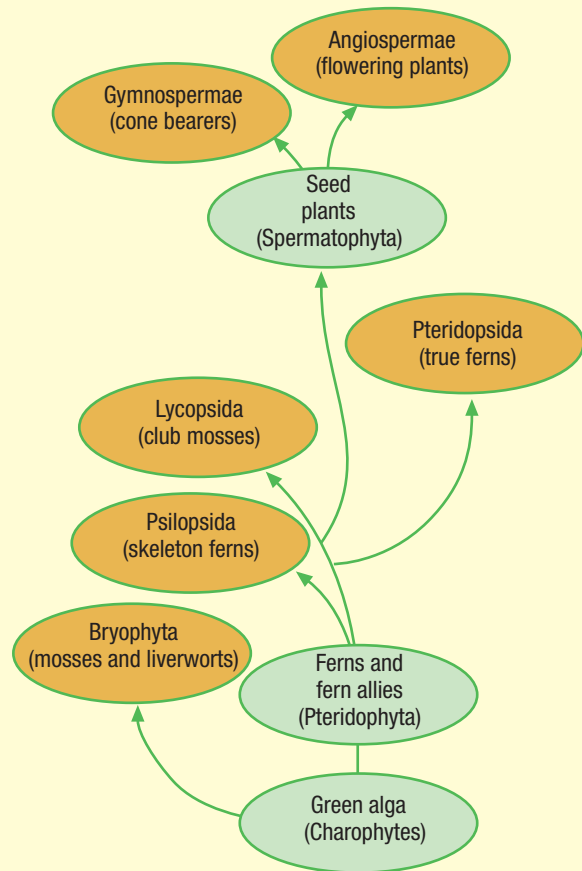 Angiospermae
(flowering plants)
Gymnospermae
(cone bearers)
Seed
plants
(Spermatophyta)
Pteridopsida
(true ferns)
Lycopsida
(club mosses)
Psilopsida
(skeleton ferns)
Bryophyta
(mosses and liverworts)
Ferns and
fern allies
(Pteridophyta)
Green alga
(Charophytes)